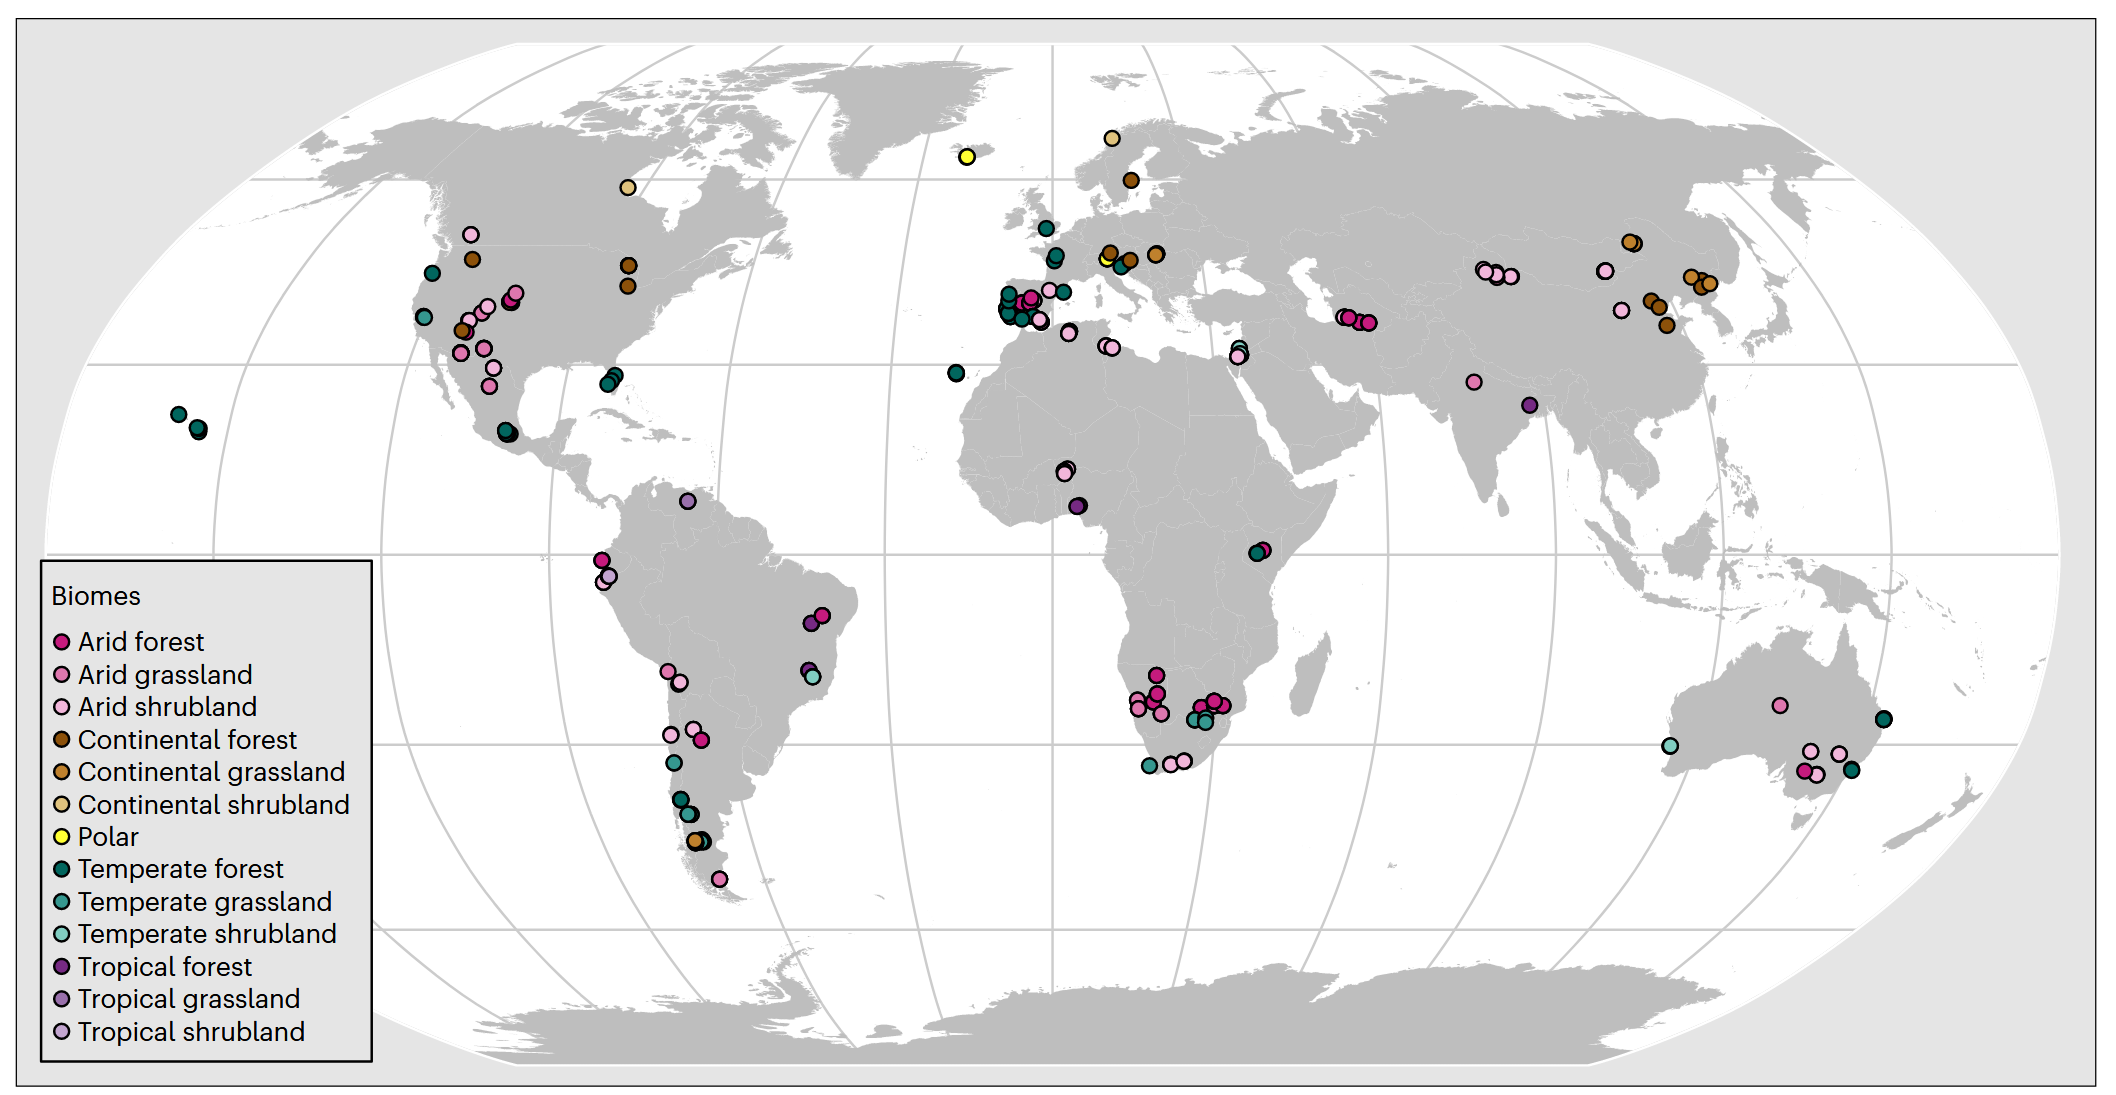 Biomes
Arid forest
Arid grassland
Arid shrubland
Continental forest
Continental grassland
Continental shrubland
Polar
Temperate forest
Temperate grassland
Temperate shrubland
Tropical forest
Tropical grassland
Tropical shrubland